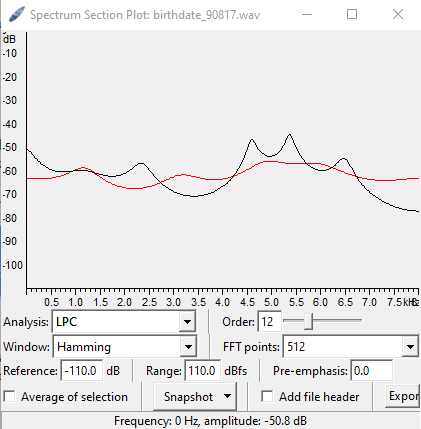 Spectrum Section Plot: birthdate_90817.wav
dB
-10
-20
-30
-40
-50
-60
-70
-80
-90
-100
0.5 1.0 1.5 2.0 2.5 3.0 3.5 4.0 4.5 5.0 5.5 6.0 6.5 7.0 7.5 kHz
Analysis: LPC Order: 12
Window: Hamming FFT points: 512
Reference: -110.0 dB Range: 110.0 dBfs Pre-emphasis: 0.0
Average of selection Snapshot Add file header Expor
Frequency: 0 Hz, amplitude: -50.8 dB